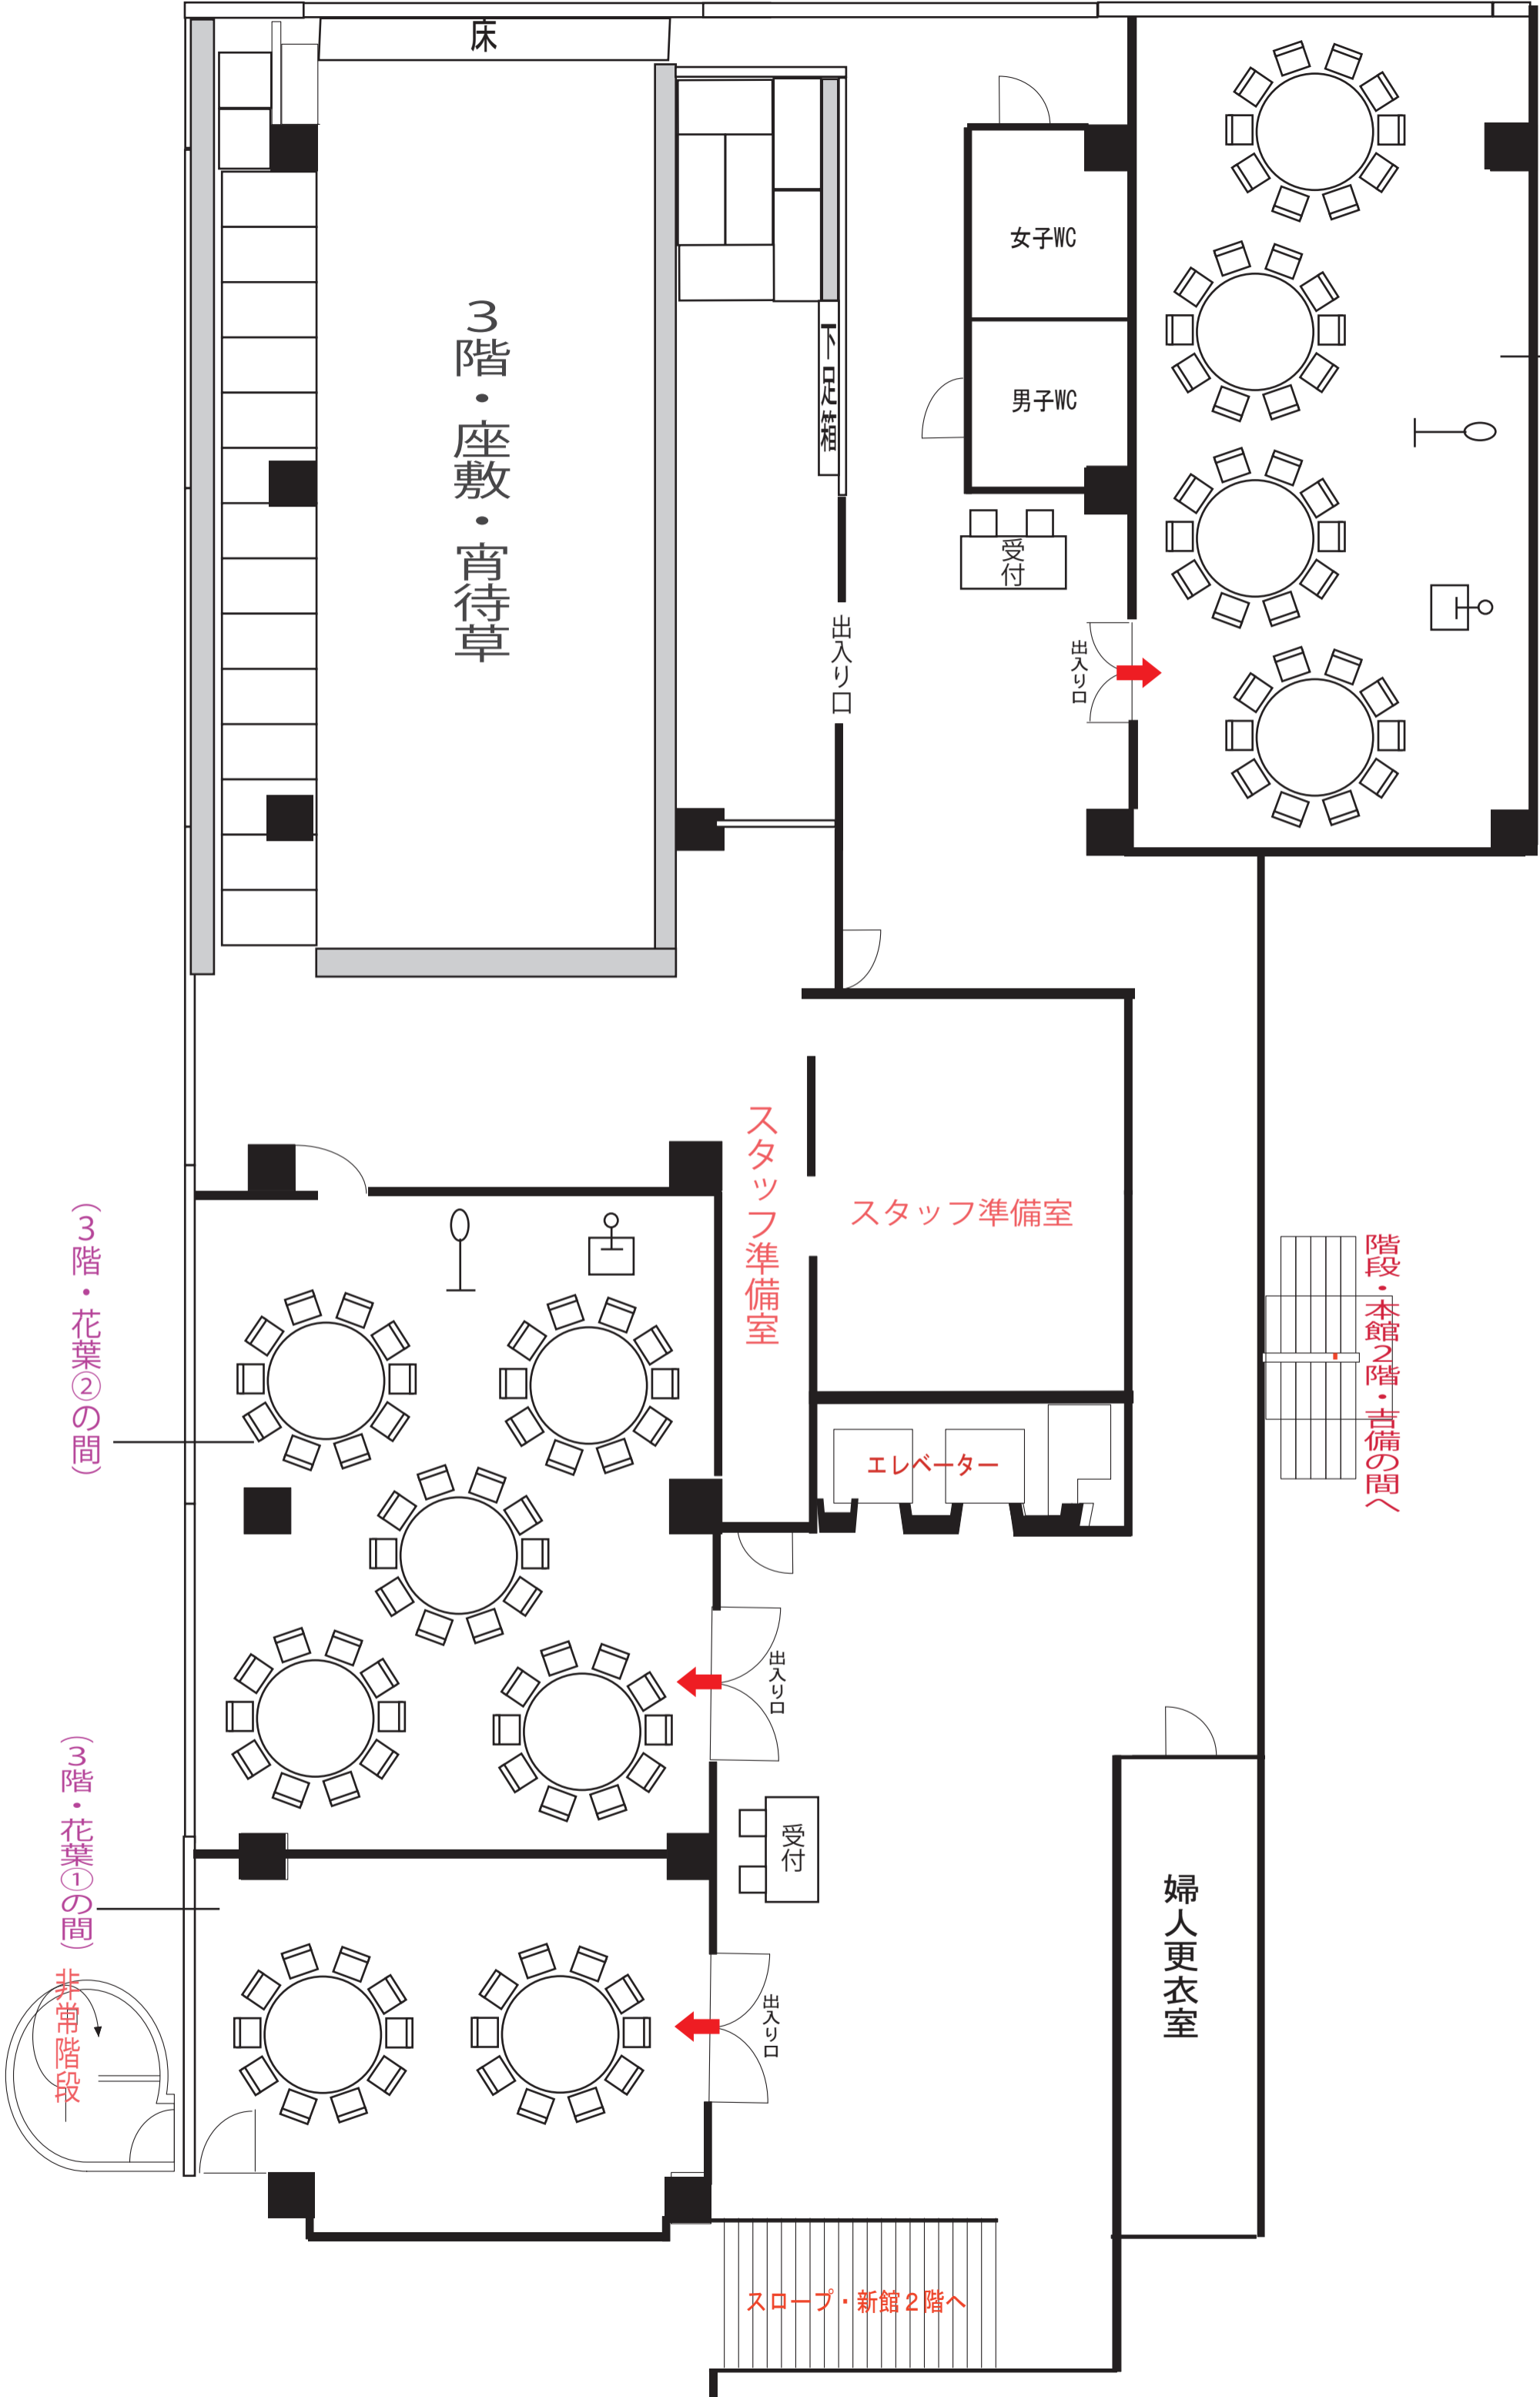 床
3階・座敷・宵待草
下足箱
女子WC
男子WC
受付
出入り口
出入り口
スタッフ準備室
スタッフ準備室
(3階・花葉②の間)
階段・本館2階・吉備の間へ
エレベーター
出入り口
(3階・花葉①の間)
受付
婦人更衣室
非常階段
出入り口
スロープ・新館2階へ